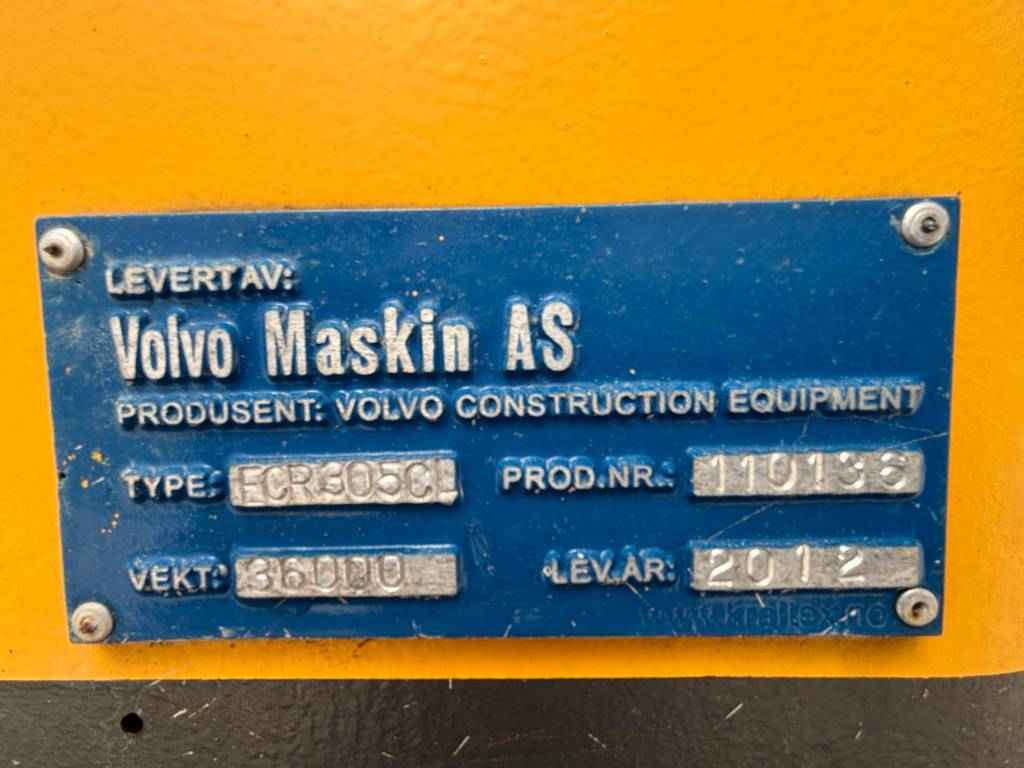 LEVERT AV:
Volvo Maskin AS
PRODUSENT: VOLVO CONSTRUCTION EQUIPMENT
TYPE: ECR305CL PROD.NR.: 110136
VEKT: 36000 LEV.ÅR: 2012